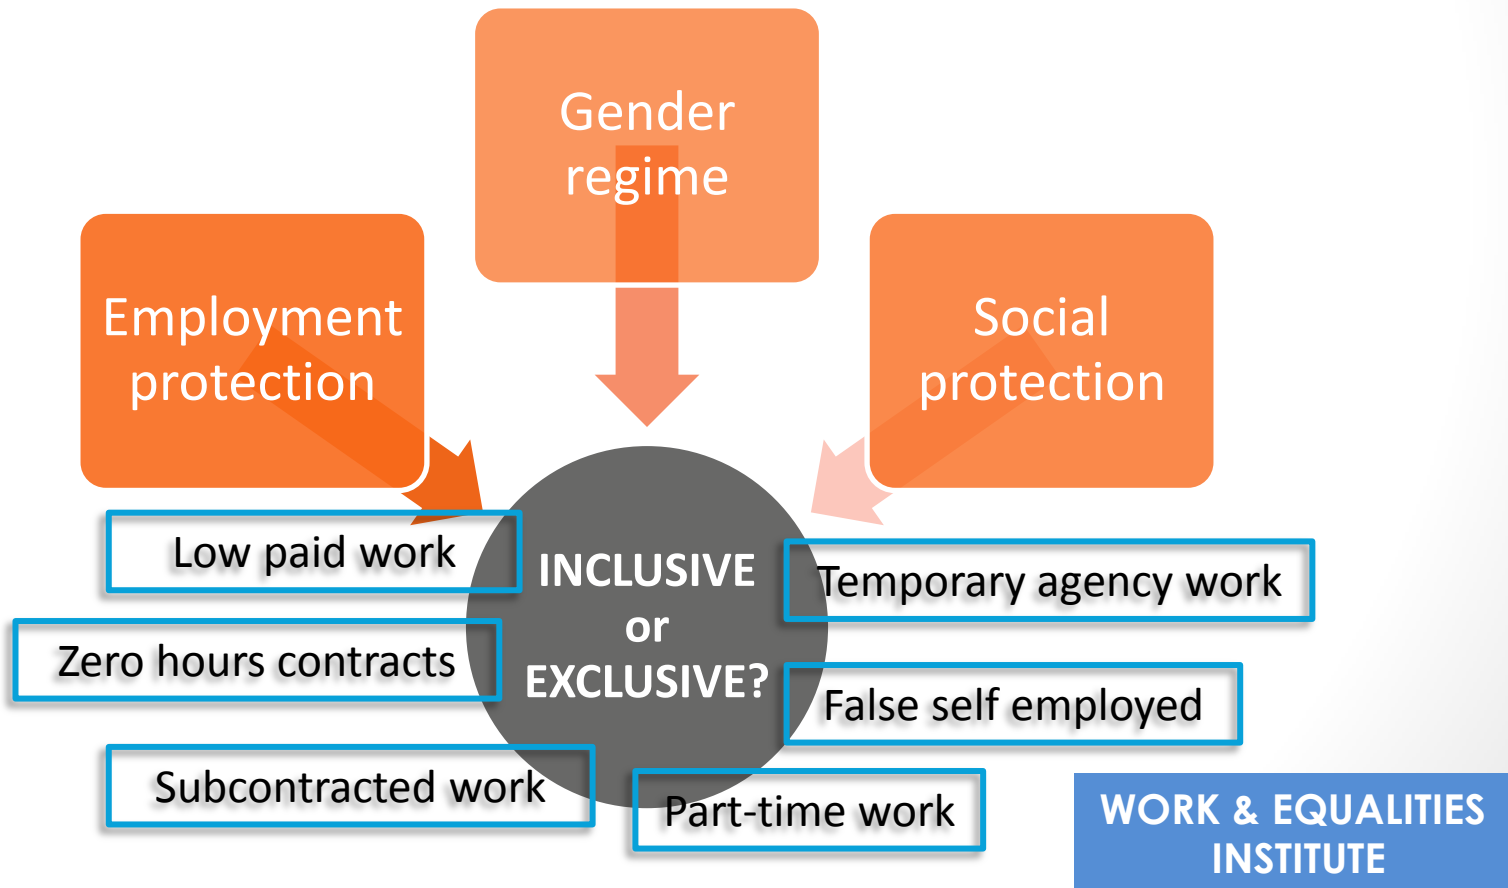 Gender
regime
Employment
protection
Social
protection
INCLUSIVE
or
EXCLUSIVE?
Low paid work
Zero hours contracts
Subcontracted work
Temporary agency work
False self employed
Part-time work
WORK & EQUALITIES
INSTITUTE